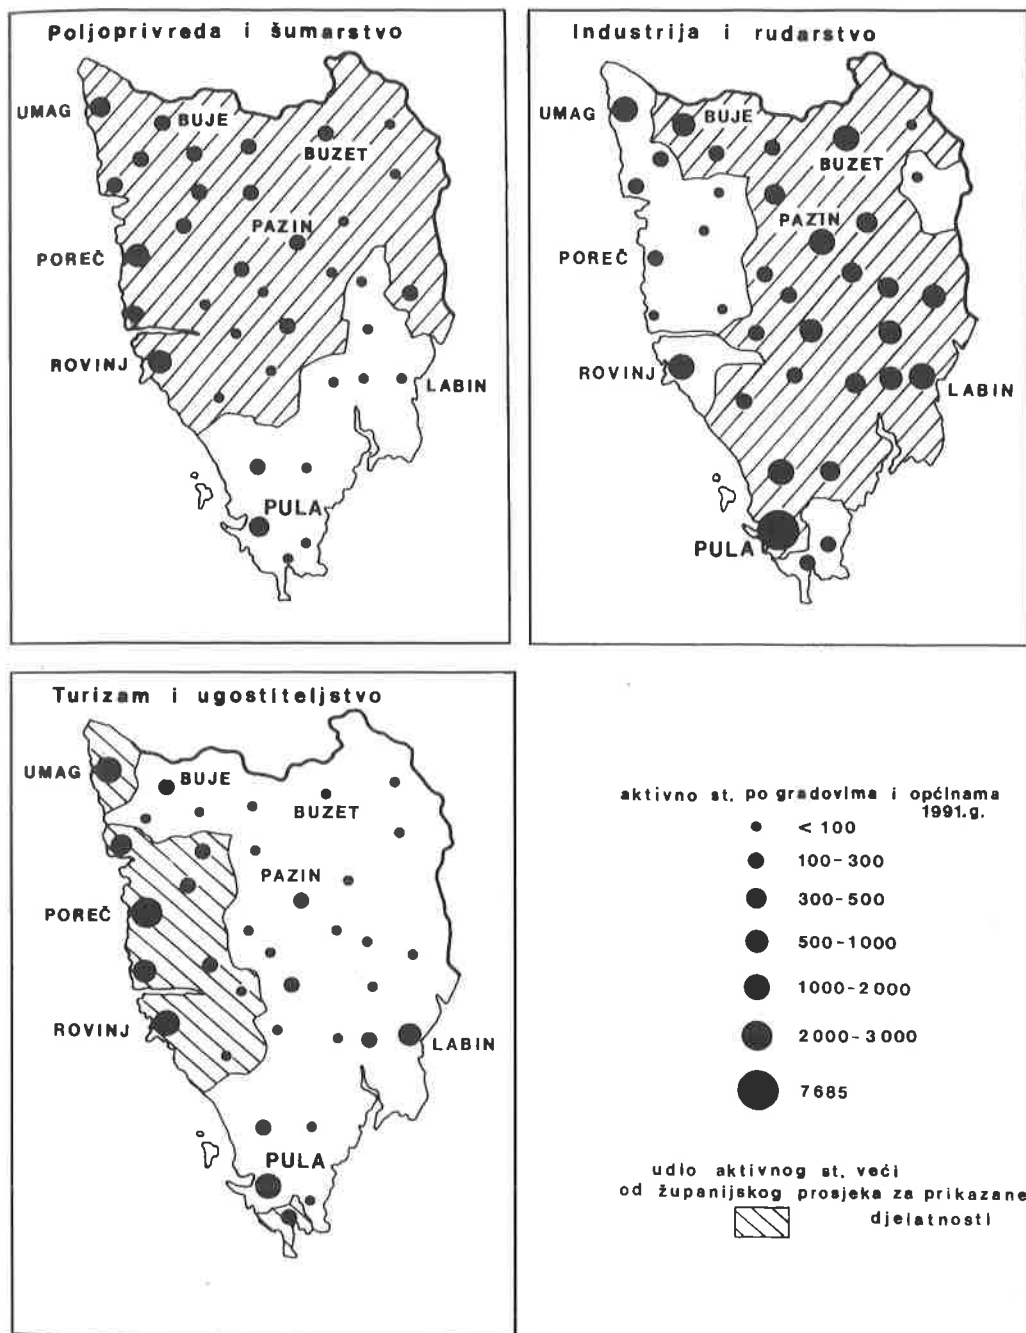 Poljoprivreda i šumarstvo
UMAG
BUJE
BUZET
PAZIN
POREČ
ROVINJ
LABIN
PULA
Industrija i rudarstvo
UMAG
BUJE
BUZET
PAZIN
POREČ
ROVINJ
LABIN
PULA
Turizam i ugostiteljstvo
UMAG
BUJE
BUZET
PAZIN
POREČ
ROVINJ
LABIN
PULA
aktivno st. po gradovima i općinama
1991.g.
< 100
100-300
300-500
500-1000
1000-2000
2000-3000
7685
udio aktivnog st. veći
od županijskog prosjeka za prikazane
djelatnosti